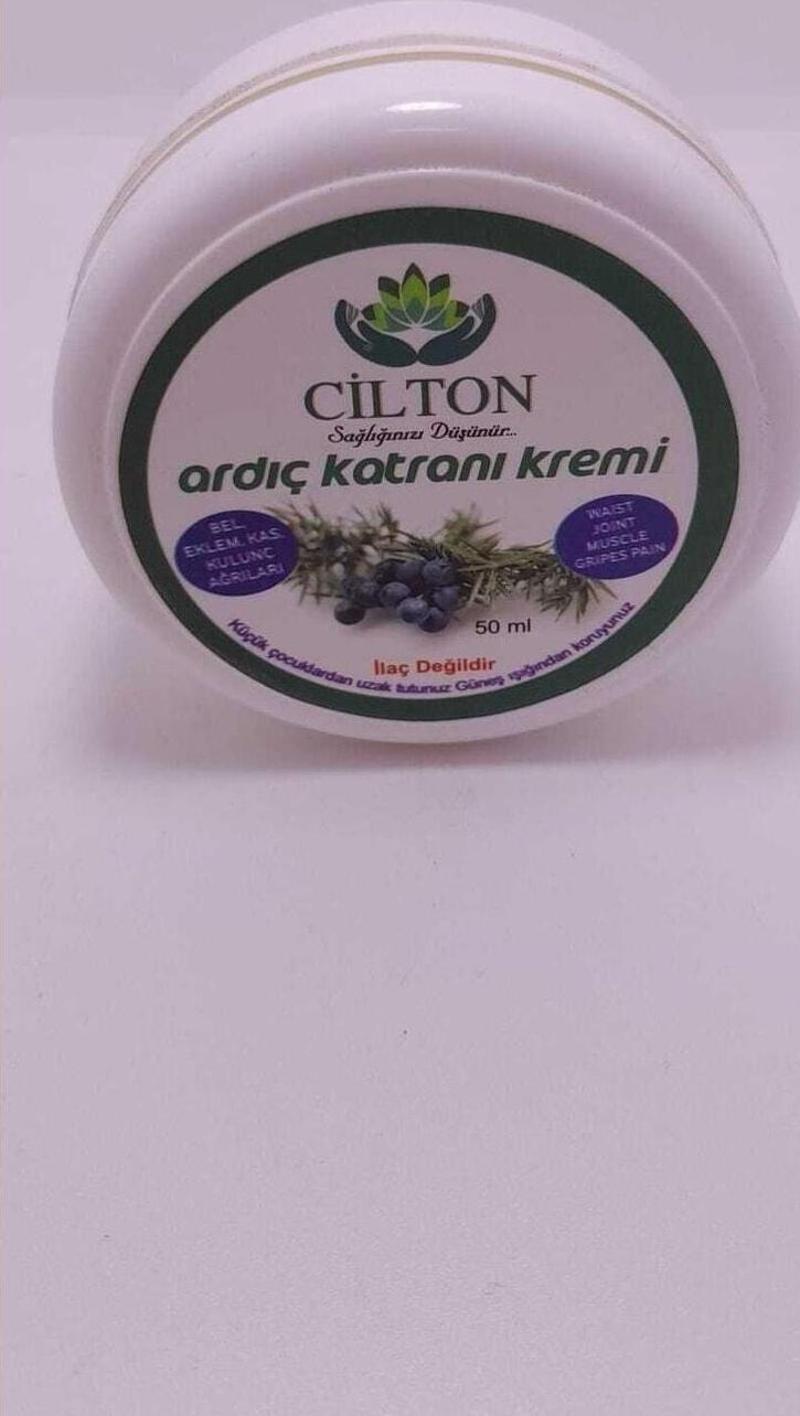 CİLTON
Sağlığınızı Düşünür...
ardıç katranı kremi
BEL,
EKLEM, KAS,
KULUNÇ
AĞRILARI
WAIST
JOINT
MUSCLE
GRIPES PAIN
50 ml
İlaç Değildir
Küçük çocuklardan uzak tutunuz Güneş ışığından koruyunuz